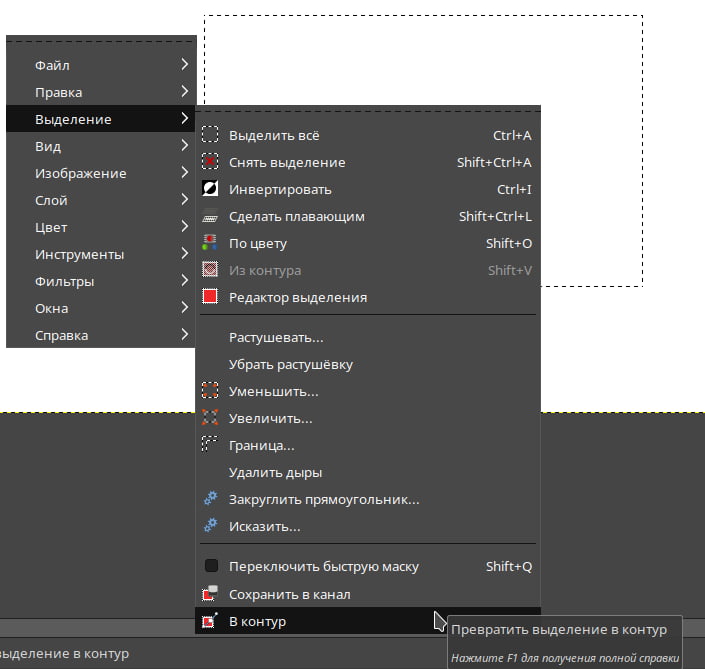 Файл
Правка
Выделение
Вид
Изображение
Слой
Цвет
Инструменты
Фильтры
Окна
Справка
Выделить всё Ctrl+A
Снять выделение Shift+Ctrl+A
Инвертировать Ctrl+I
Сделать плавающим Shift+Ctrl+L
По цвету Shift+O
Из контура Shift+V
Редактор выделения
Растушевать...
Убрать растушёвку
Уменьшить...
Увеличить...
Граница...
Удалить дыры
Закруглить прямоугольник...
Исказить...
Переключить быструю маску Shift+Q
Сохранить в канал
В контур
Превратить выделение в контур
Нажмите F1 для получения полной справки
выделение в контур